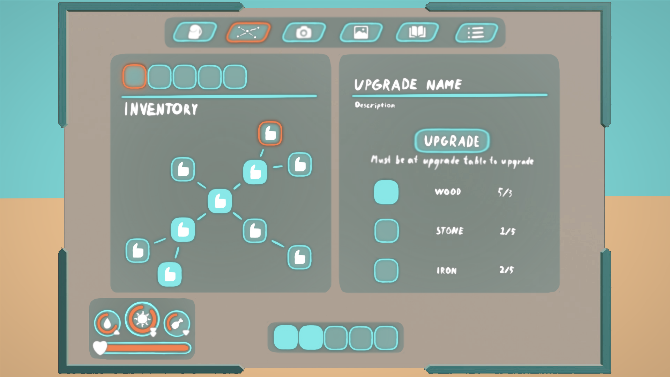 INVENTORY
UPGRADE NAME
Description
UPGRADE
Must be at upgrade table to upgrade
WOOD 5/5
STONE 1/5
IRON 2/5